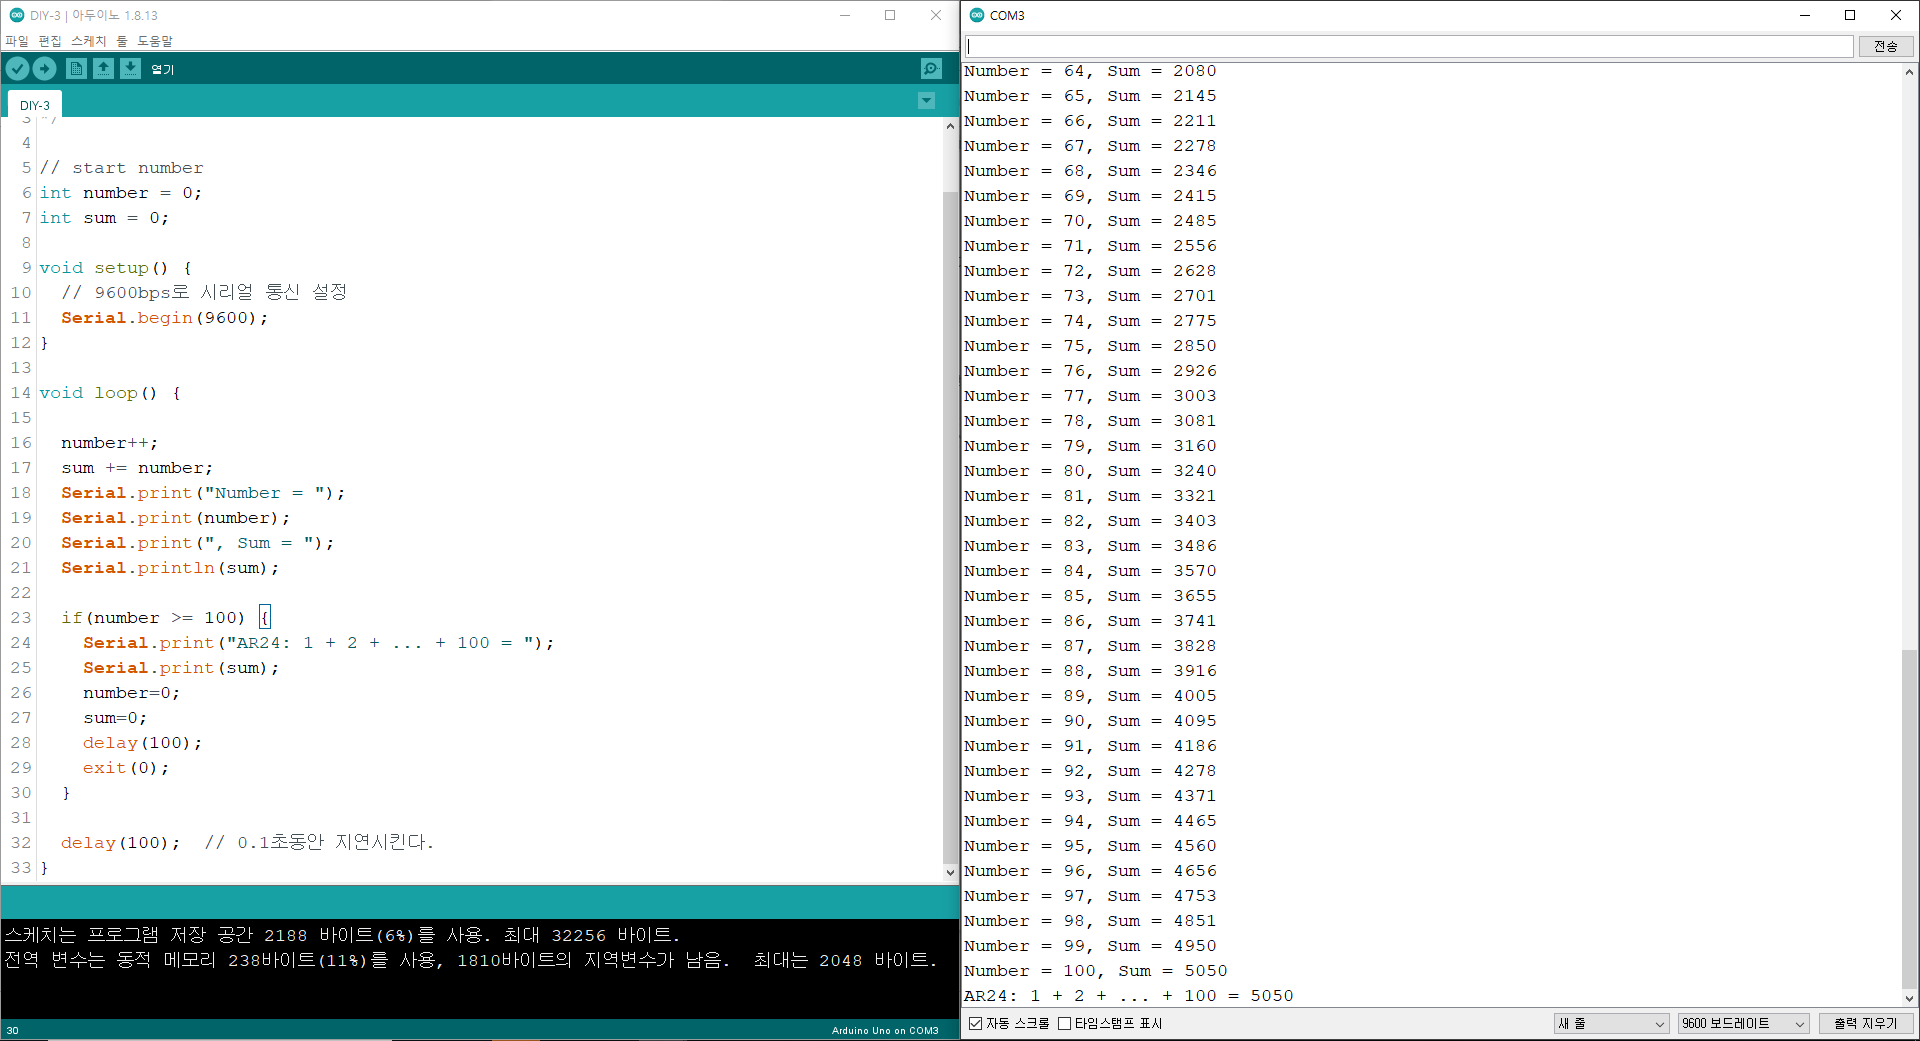 DIY-3 | 아두이노 1.8.13
파일 편집 스케치 툴 도움말
열기
DIY-3
3 */
4
5 // start number
6 int number = 0;
7 int sum = 0;
8
9 void setup() {
10 // 9600bps로 시리얼 통신 설정
11 Serial.begin(9600);
12 }
13
14 void loop() {
15
16 number++;
17 sum += number;
18 Serial.print("Number = ");
19 Serial.print(number);
20 Serial.print(", Sum = ");
21 Serial.println(sum);
22
23 if(number >= 100) {
24 Serial.print("AR24: 1 + 2 + ... + 100 = ");
25 Serial.print(sum);
26 number=0;
27 sum=0;
28 delay(100);
29 exit(0);
30 }
31
32 delay(100); // 0.1초동안 지연시킨다.
33 }
스케치는 프로그램 저장 공간 2188 바이트(6%)를 사용. 최대 32256 바이트.
전역 변수는 동적 메모리 238바이트(11%)를 사용, 1810바이트의 지역변수가 남음. 최대는 2048 바이트.
30
Arduino Uno on COM3
COM3
전송
Number = 64, Sum = 2080
Number = 65, Sum = 2145
Number = 66, Sum = 2211
Number = 67, Sum = 2278
Number = 68, Sum = 2346
Number = 69, Sum = 2415
Number = 70, Sum = 2485
Number = 71, Sum = 2556
Number = 72, Sum = 2628
Number = 73, Sum = 2701
Number = 74, Sum = 2775
Number = 75, Sum = 2850
Number = 76, Sum = 2926
Number = 77, Sum = 3003
Number = 78, Sum = 3081
Number = 79, Sum = 3160
Number = 80, Sum = 3240
Number = 81, Sum = 3321
Number = 82, Sum = 3403
Number = 83, Sum = 3486
Number = 84, Sum = 3570
Number = 85, Sum = 3655
Number = 86, Sum = 3741
Number = 87, Sum = 3828
Number = 88, Sum = 3916
Number = 89, Sum = 4005
Number = 90, Sum = 4095
Number = 91, Sum = 4186
Number = 92, Sum = 4278
Number = 93, Sum = 4371
Number = 94, Sum = 4465
Number = 95, Sum = 4560
Number = 96, Sum = 4656
Number = 97, Sum = 4753
Number = 98, Sum = 4851
Number = 99, Sum = 4950
Number = 100, Sum = 5050
AR24: 1 + 2 + ... + 100 = 5050
자동 스크롤 타임스탬프 표시 새 줄 9600 보드레이트 출력 지우기